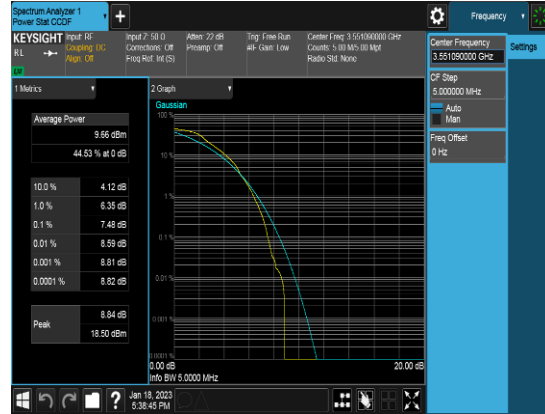 Spectrum Analyzer 1
Power Stat CCDF
+
Frequency
KEYSIGHT
RL
LV
Input: RF
Coupling: DC
Align: Off
Input Z: 50 Ω
Corrections: Off
Freq Ref: Int (S)
Atten: 22 dB
Preamp: Off
Trig: Free Run
#IF Gain: Low
Center Freq: 3.551090000 GHz
Counts: 5.00 M/5.00 Mpt
Radio Std: None
Center Frequency
3.551090000 GHz
Settings
CF Step
5.000000 MHz
Auto
Man
Freq Offset
0 Hz
1 Metrics
2 Graph
Average Power
9.66 dBm
44.53 % at 0 dB
10.0 % 4.12 dB
1.0 % 6.35 dB
0.1 % 7.48 dB
0.01 % 8.59 dB
0.001 % 8.81 dB
0.0001 % 8.82 dB
Peak
8.84 dB
18.50 dBm
Gaussian
100 %
10 %
1 %
0.1 %
0.01 %
0.001 %
0.0001 %
0.00 dB 20.00 dB
Info BW 5.0000 MHz
?
Jan 18, 2023
5:38:45 PM